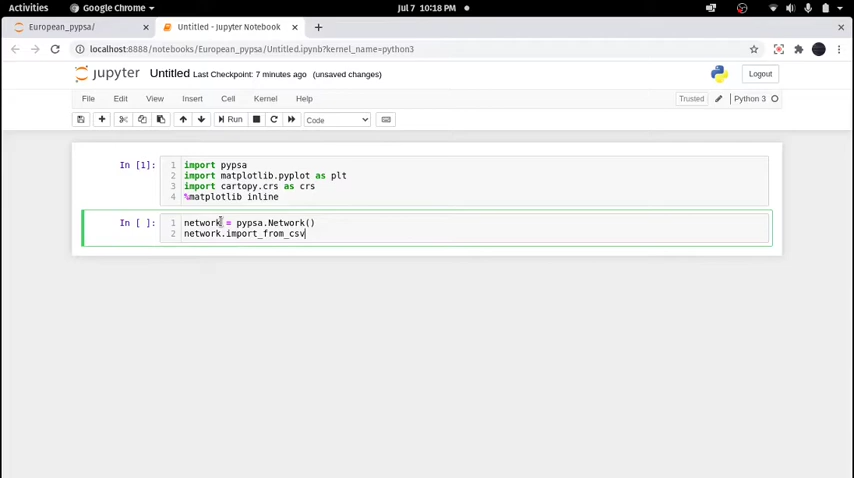 Activities Google Chrome Jul 7 10:18 PM
European_pypsa/ Untitled - Jupyter Notebook
localhost:8888/notebooks/European_pypsa/Untitled.ipynb?kernel_name=python3
jupyter Untitled Last Checkpoint: 7 minutes ago (unsaved changes) Logout
File Edit View Insert Cell Kernel Help Trusted Python 3
Run Code
In [1]: 1 import pypsa
2 import matplotlib.pyplot as plt
3 import cartopy.crs as crs
4 %matplotlib inline
In [ ]: 1 network = pypsa.Network()
2 network.import_from_csv